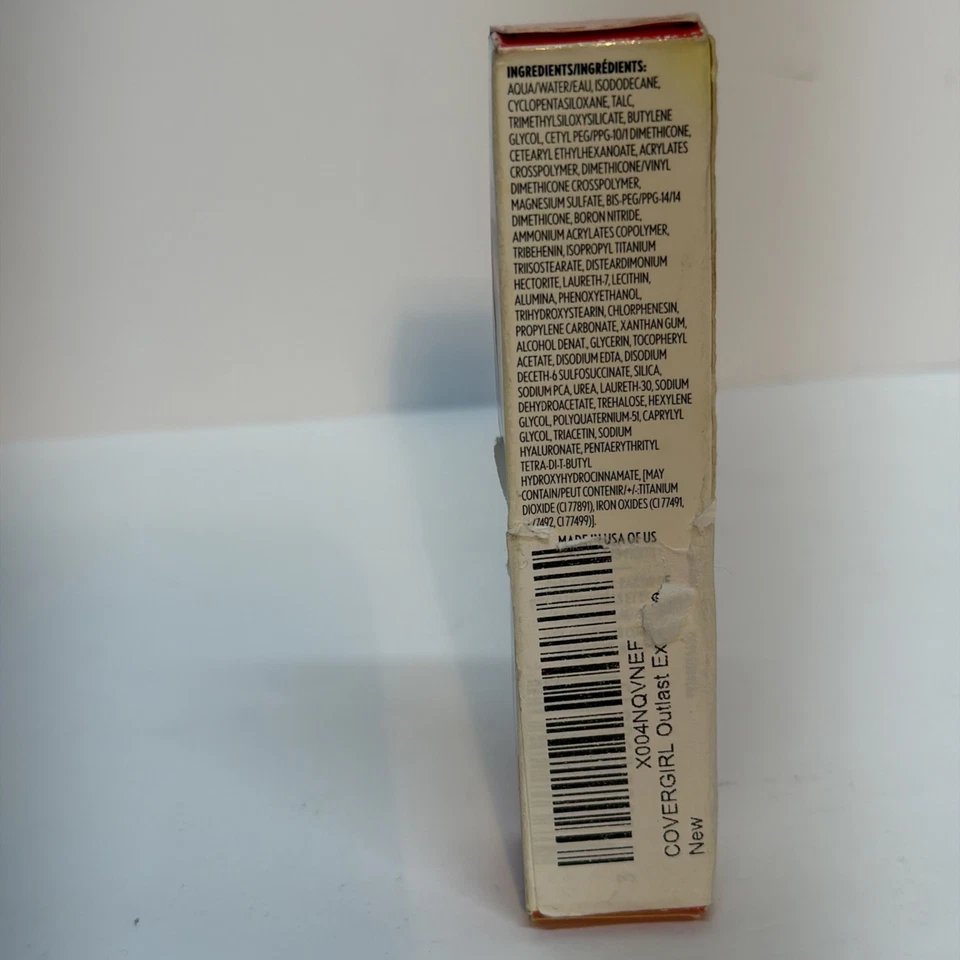 INGREDIENTS/INGRÉDIENTS:
AQUA/WATER/EAU, ISODODECANE,
CYCLOPENTASILOXANE, TALC,
TRIMETHYLSILOXYSILICATE, BUTYLENE
GLYCOL, CETYL PEG/PPG-10/1 DIMETHICONE,
CETEARYL ETHYLHEXANOATE, ACRYLATES
CROSSPOLYMER, DIMETHICONE/VINYL
DIMETHICONE CROSSPOLYMER,
MAGNESIUM SULFATE, BIS-PEG/PPG-14/14
DIMETHICONE, BORON NITRIDE,
AMMONIUM ACRYLATES COPOLYMER,
TRIBEHENIN, ISOPROPYL TITANIUM
TRIISOSTEARATE, DISTEARDIMONIUM
HECTORITE, LAURETH-7, LECITHIN,
ALUMINA, PHENOXYETHANOL,
TRIHYDROXYSTEARIN, CHLORPHENESIN,
PROPYLENE CARBONATE, XANTHAN GUM,
ALCOHOL DENAT., GLYCERIN, TOCOPHERYL
ACETATE, DISODIUM EDTA, DISODIUM
DECETH-6 SULFOSUCCINATE, SILICA,
SODIUM PCA, UREA, LAURETH-30, SODIUM
DEHYDROACETATE, TREHALOSE, HEXYLENE
GLYCOL, POLYQUATERNIUM-51, CAPRYLYL
GLYCOL, TRIACETIN, SODIUM
HYALURONATE, PENTAERYTHRITYL
TETRA-DI-T-BUTYL
HYDROXYHYDROCINNAMATE, [MAY
CONTAIN/PEUT CONTENIR/+/-:TITANIUM
DIOXIDE (CI 77891), IRON OXIDES (CI 77491,
7492, CI 77499)].
MADE IN USA OF US
X004NQVNEF
COVERGIRL Outlast Ex
New